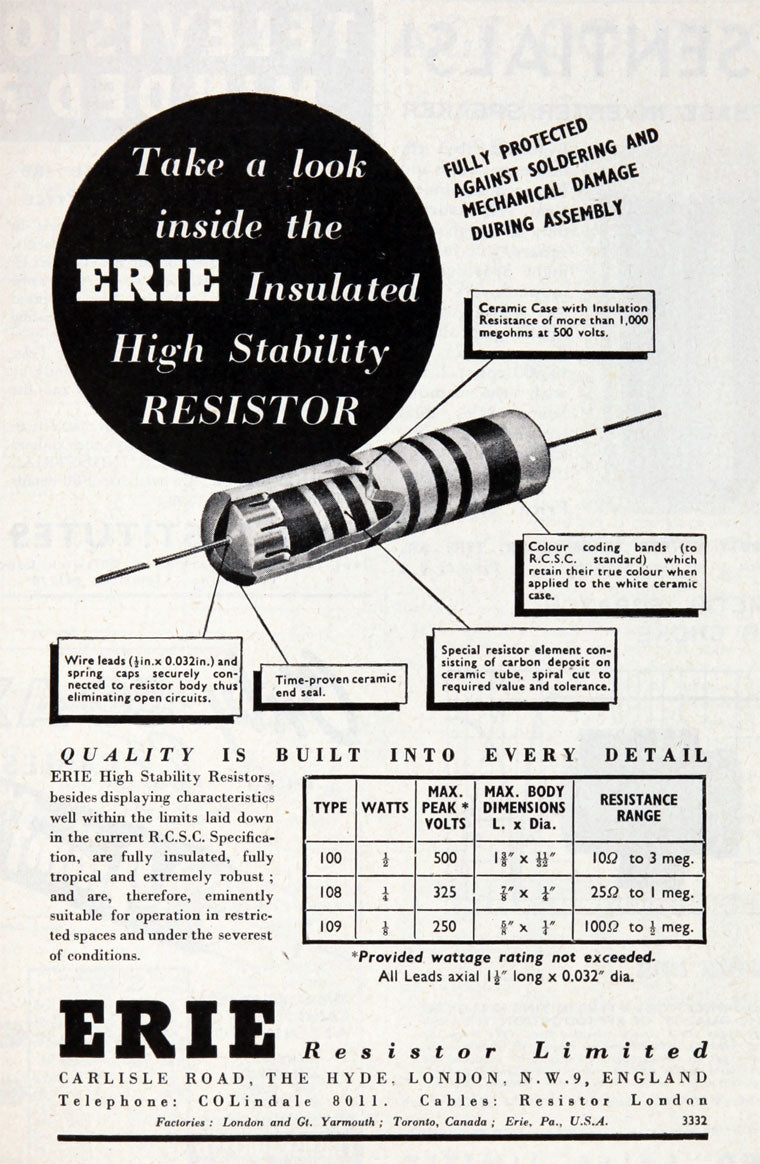 Take a look
inside the
ERIE Insulated
High Stability
RESISTOR
FULLY PROTECTED
AGAINST SOLDERING AND
MECHANICAL DAMAGE
DURING ASSEMBLY
Ceramic Case with Insulation
Resistance of more than 1,000
megohms at 500 volts.
Colour coding bands (to
R.C.S.C. standard) which
retain their true colour when
applied to the white ceramic
case.
Wire leads (½in.x 0.032in.) and
spring caps securely con-
nected to resistor body thus
eliminating open circuits.
Time-proven ceramic
end seal.
Special resistor element con-
sisting of carbon deposit on
ceramic tube, spiral cut to
required value and tolerance.
QUALITY IS BUILT INTO EVERY DETAIL
ERIE High Stability Resistors,
besides displaying characteristics
well within the limits laid down
in the current R.C.S.C. Specifica-
tion, are fully insulated, fully
tropical and extremely robust ;
and are, therefore, eminently
suitable for operation in restric-
ted spaces and under the severest
of conditions.
TYPE WATTS MAX. PEAK * VOLTS MAX. BODY DIMENSIONS L. x Dia. RESISTANCE RANGE
100 ½ 500 1⅜″ x 11/32″ 10Ω to 3 meg.
108 ¼ 325 ⅞″ x ¼″ 25Ω to 1 meg.
109 ⅛ 250 ⅝″ x ¼″ 100Ω to ½ meg.
*Provided wattage rating not exceeded.
All Leads axial 1½″ long x 0.032″ dia.
ERIE Resistor Limited
CARLISLE ROAD, THE HYDE, LONDON, N.W.9, ENGLAND
Telephone: COLindale 8011. Cables: Resistor London
Factories : London and Gt. Yarmouth ; Toronto, Canada ; Erie, Pa., U.S.A. 3332